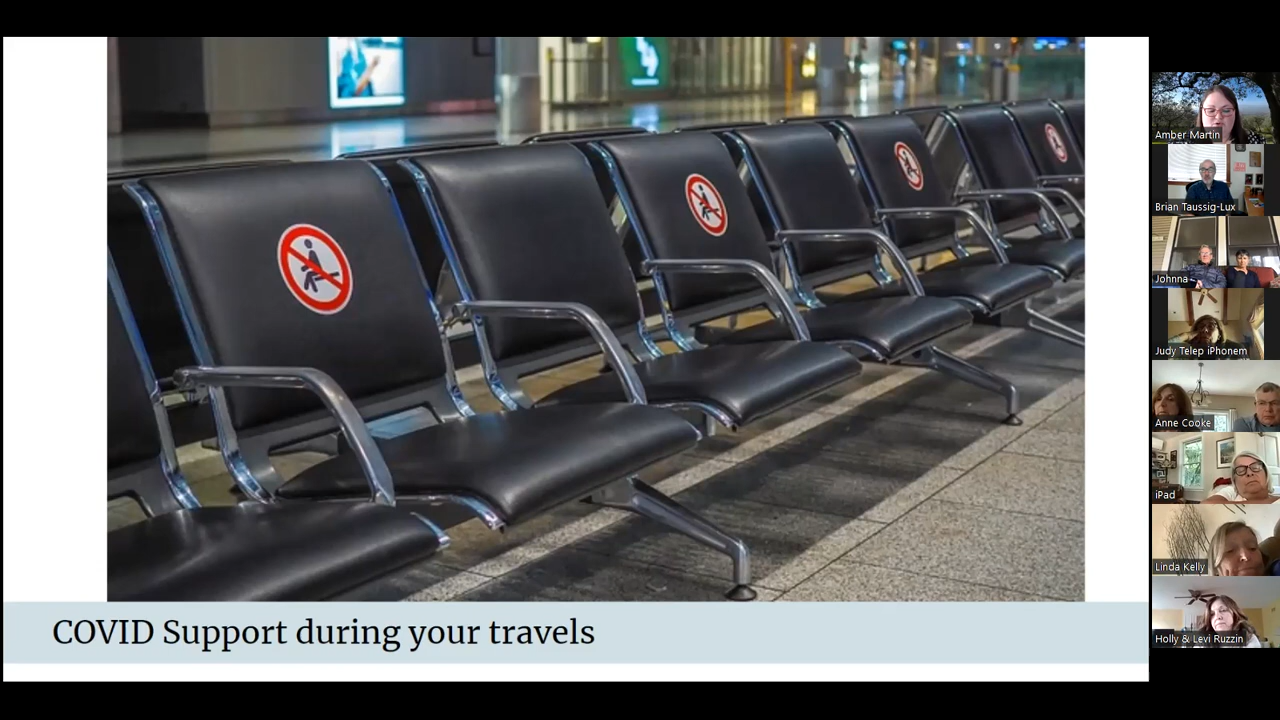 COVID Support during your travels
Amber Martin
Brian Taussig-Lux
Johnna
Judy Telep iPhonem
Anne Cooke
iPad
Linda Kelly
Holly & Levi Ruzzin